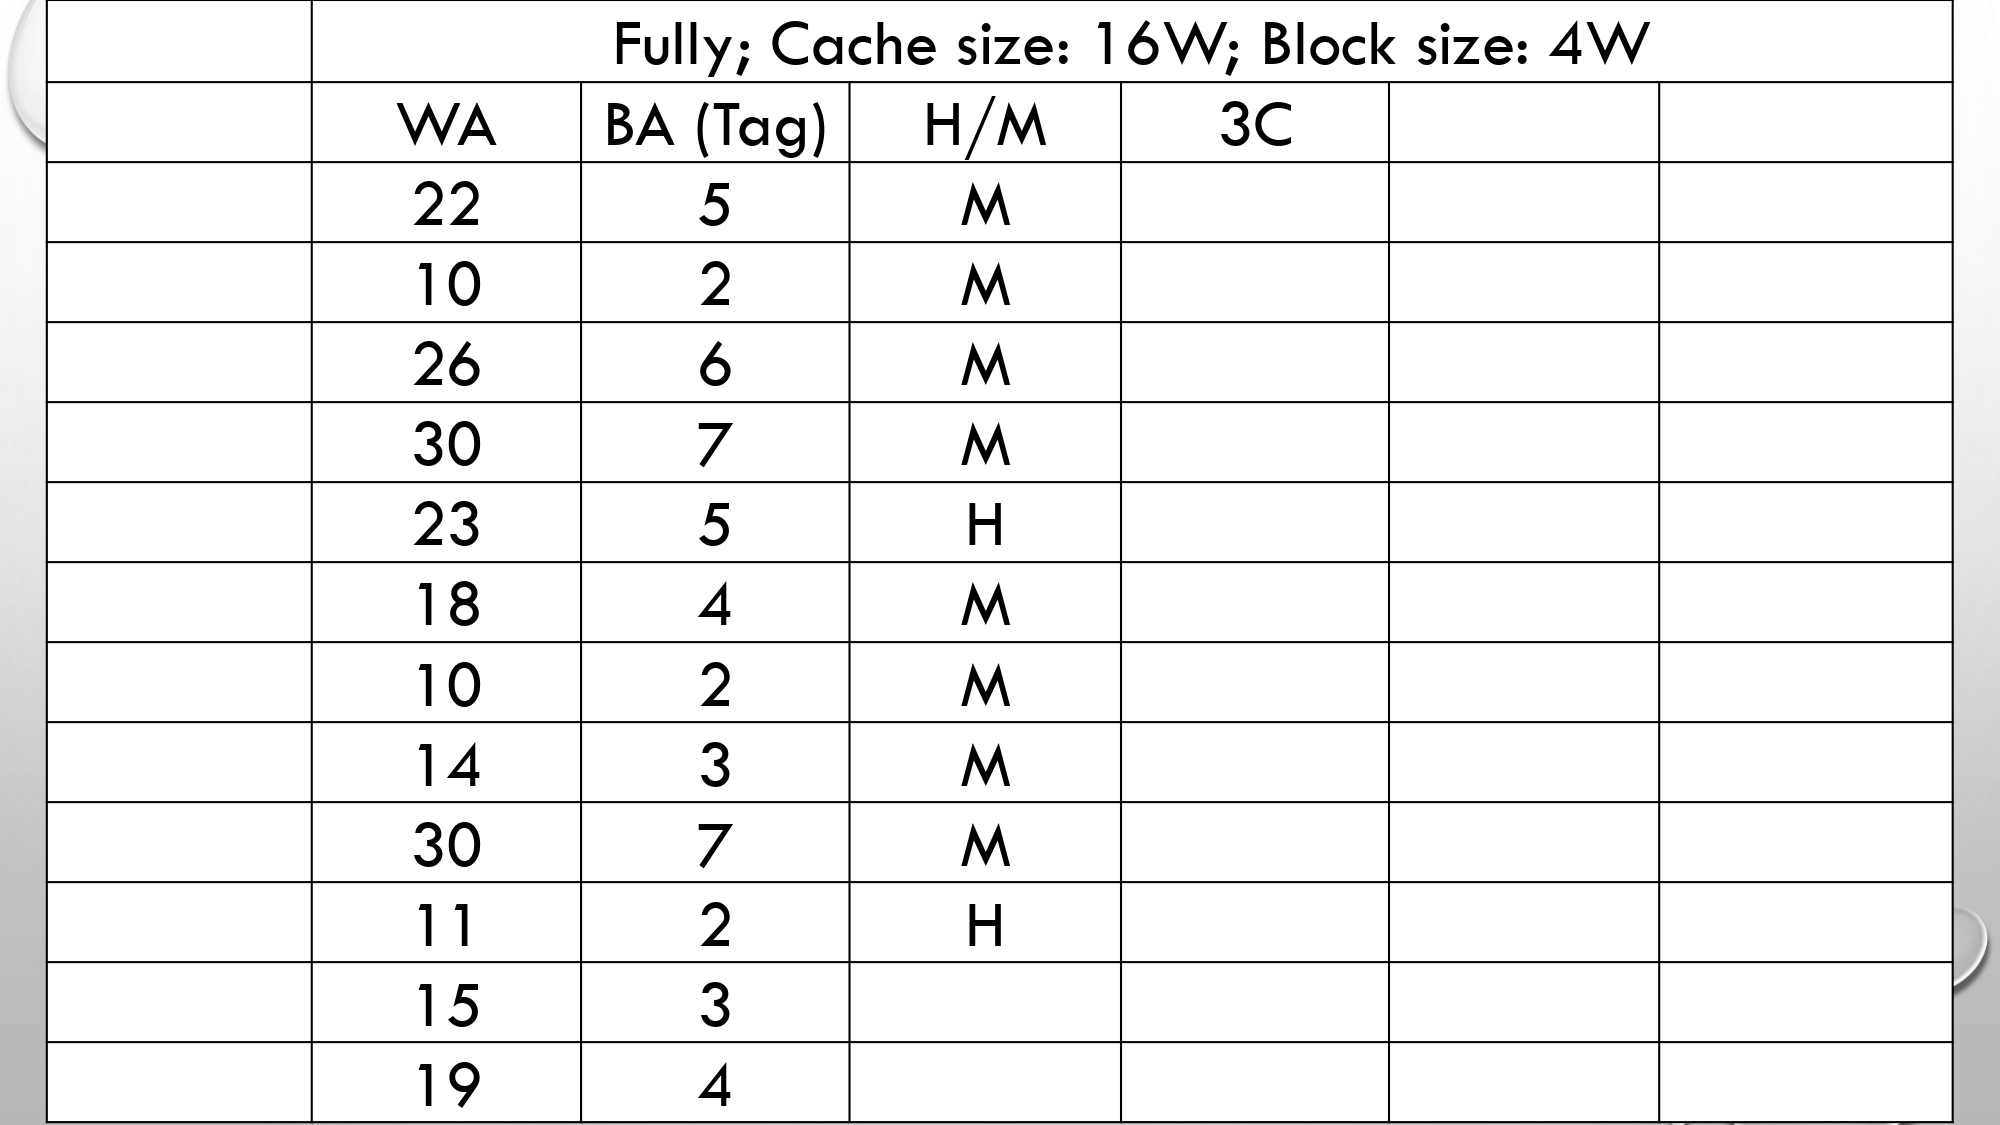 Fully; Cache size: 16W; Block size: 4W
WA BA (Tag) H/M 3C
22 5 M
10 2 M
26 6 M
30 7 M
23 5 H
18 4 M
10 2 M
14 3 M
30 7 M
11 2 H
15 3
19 4